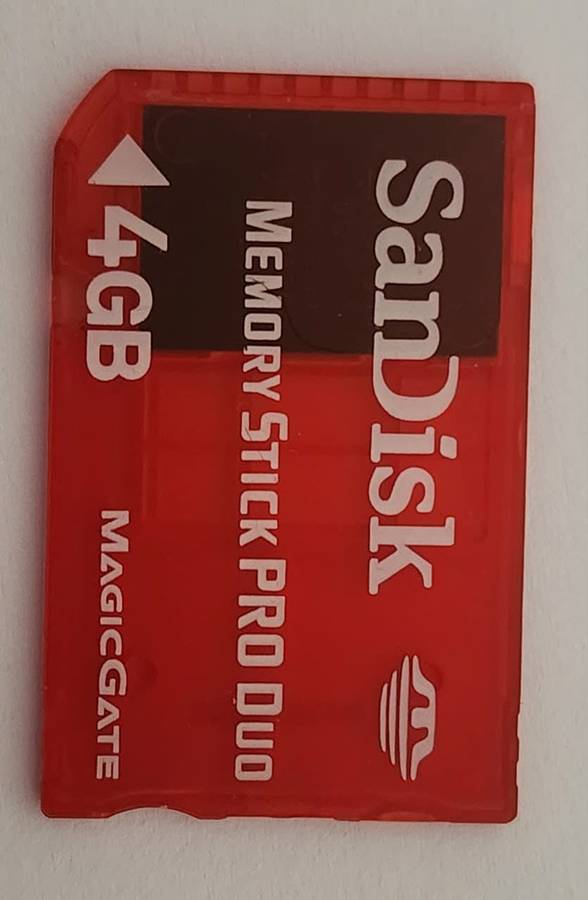 SanDisk
MEMORY STICK PRO DUO
4GB MAGICGATE